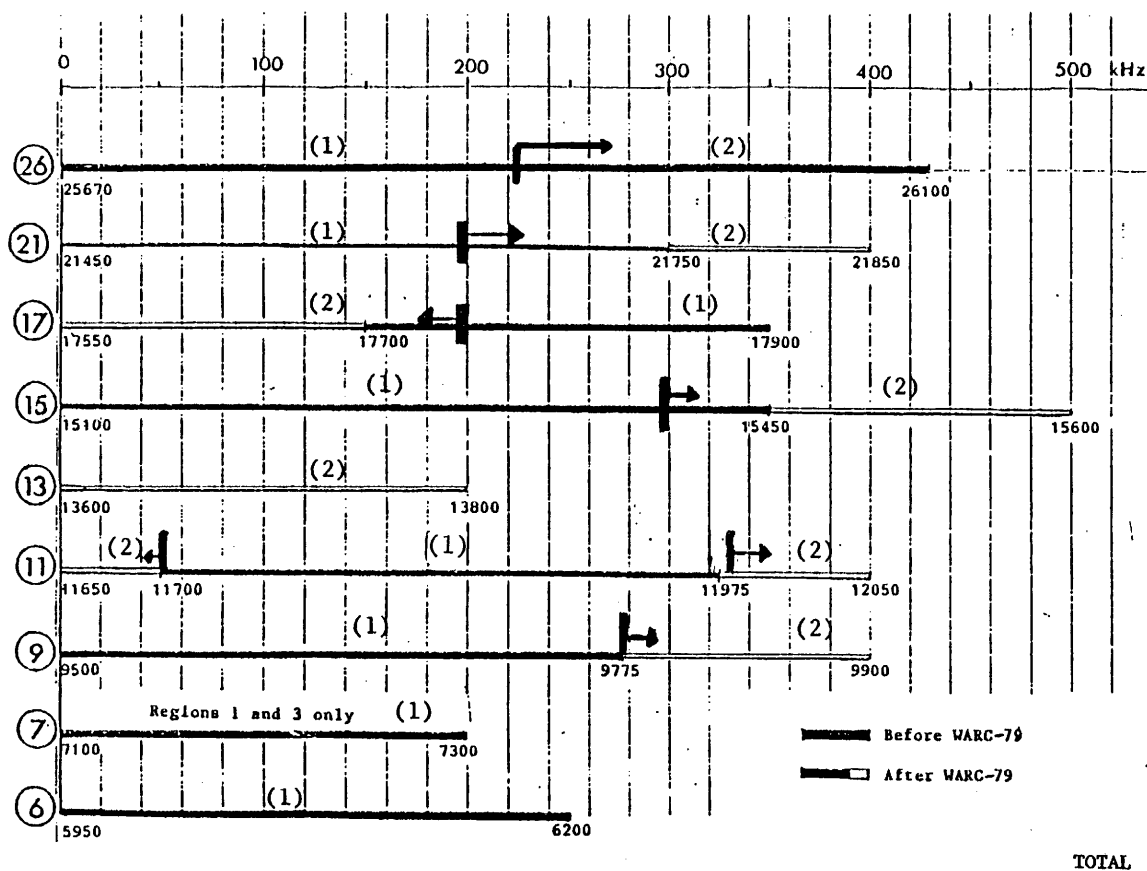 0 100 200 300 400 500 kHz
(1) (2)
26
25670 26100
(1) (2)
21
21450 21750 21850
(2) (1)
17
17550 17700 17900
(1) (2)
15
15100 15450 15600
(2)
13
13600 13800
(2) (1) (2)
11
11650 11700 11975 12050
(1) (2)
9
9500 9775 9900
Regions 1 and 3 only (1)
7
7100 7300
Before WARC-79
After WARC-79
(1)
6
5950 6200
TOTAL